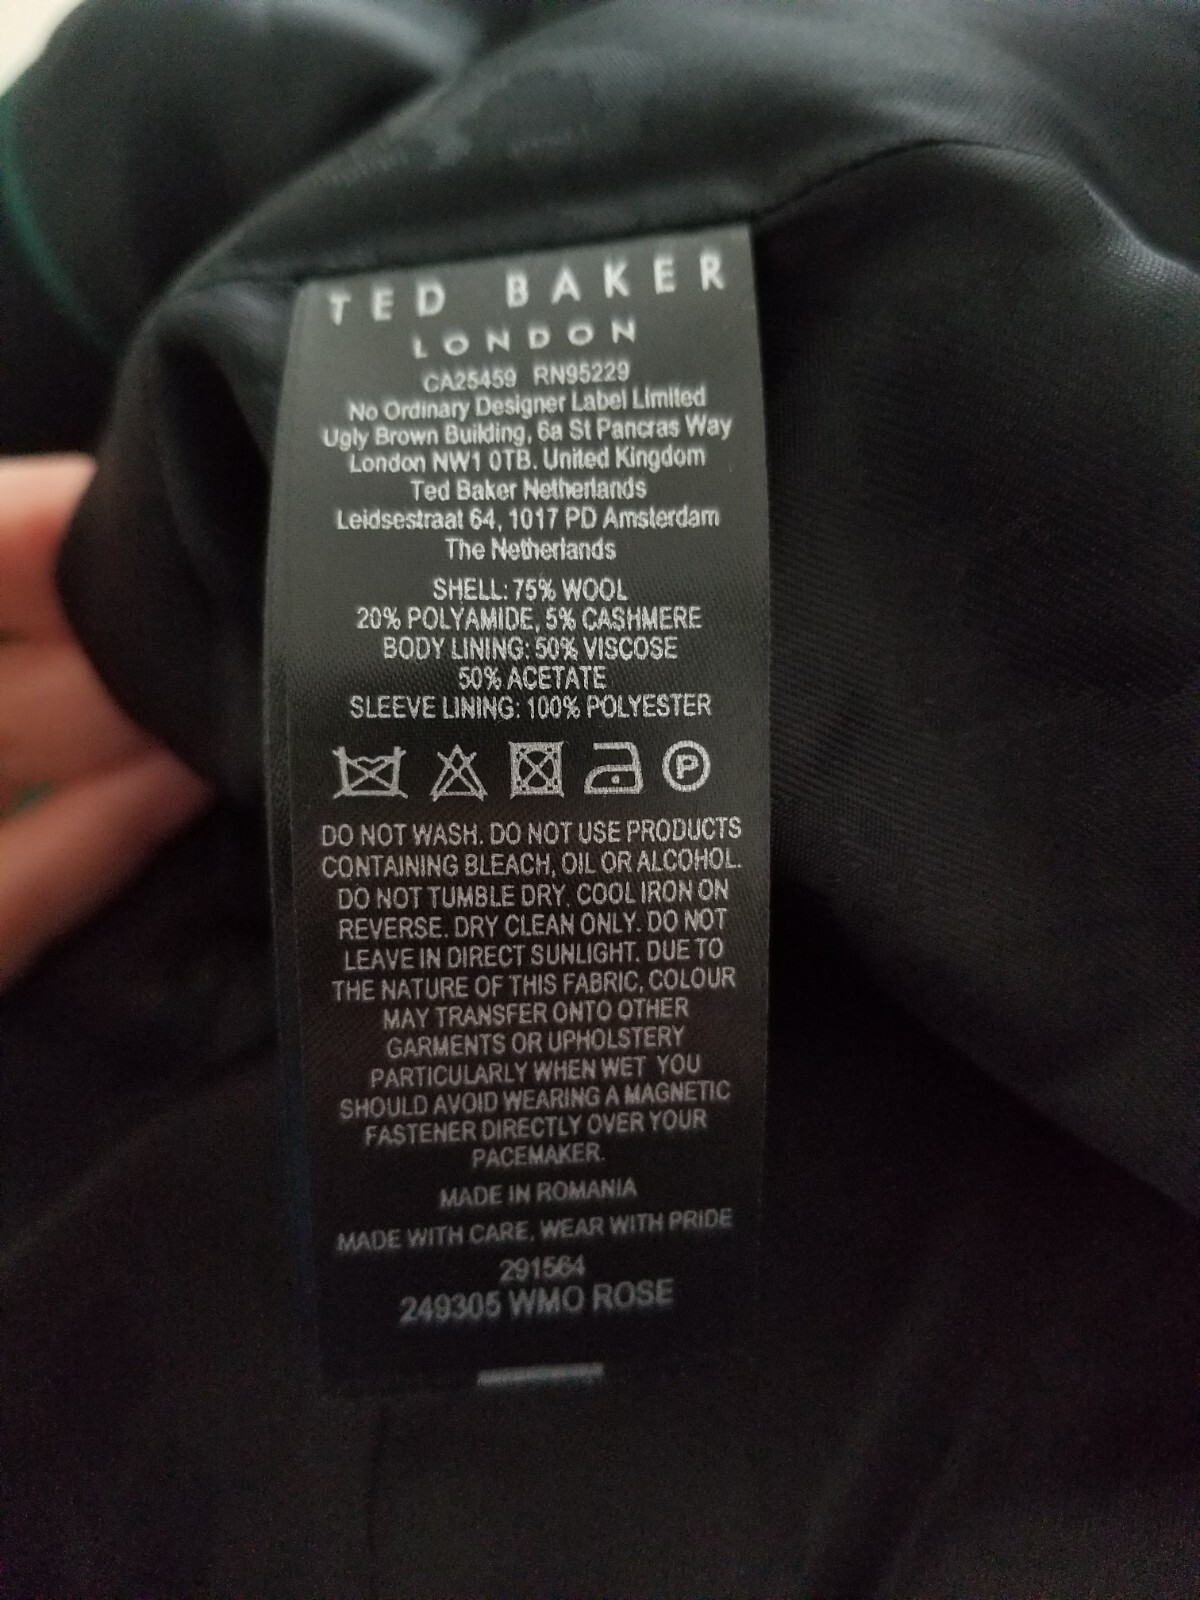 TED BAKER
LONDON
CA25459 RN95229
No Ordinary Designer Label Limited
Ugly Brown Building, 6a St Pancras Way
London NW1 0TB. United Kingdom
Ted Baker Netherlands
Leidsestraat 64, 1017 PD Amsterdam
The Netherlands
SHELL: 75% WOOL
20% POLYAMIDE, 5% CASHMERE
BODY LINING: 50% VISCOSE
50% ACETATE
SLEEVE LINING: 100% POLYESTER
P
DO NOT WASH. DO NOT USE PRODUCTS
CONTAINING BLEACH, OIL OR ALCOHOL.
DO NOT TUMBLE DRY. COOL IRON ON
REVERSE. DRY CLEAN ONLY. DO NOT
LEAVE IN DIRECT SUNLIGHT. DUE TO
THE NATURE OF THIS FABRIC, COLOUR
MAY TRANSFER ONTO OTHER
GARMENTS OR UPHOLSTERY
PARTICULARLY WHEN WET YOU
SHOULD AVOID WEARING A MAGNETIC
FASTENER DIRECTLY OVER YOUR
PACEMAKER.
MADE IN ROMANIA
MADE WITH CARE, WEAR WITH PRIDE
291564
249305 WMO ROSE